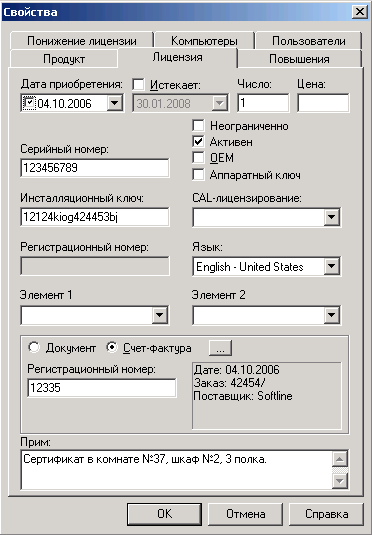 Свойства
Понижение лицензии Компьютеры Пользователи
Продукт Лицензия Повышения
Дата приобретения: Истекает: Число: Цена:
04.10.2006 30.01.2008 1
Неограниченно
Активен
OEM
Аппаратный ключ
Серийный номер:
123456789
Инсталляционный ключ: CAL-лицензирование:
12124kiog424453bj
Регистрационный номер: Язык:
English - United States
Элемент 1 Элемент 2
Документ Счет-фактура ...
Регистрационный номер:
12335
Дате: 04.10.2006
Заказ: 42454/
Поставщик: Softline
Прим:
Сертификат в комнате №37, шкаф №2, 3 полка.
OK Отмена Справка